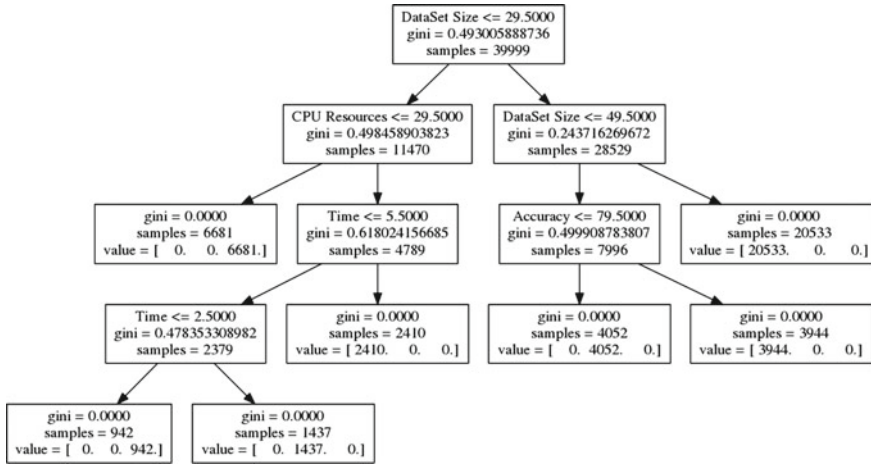 DataSet Size <= 29.5000
gini = 0.493005888736
samples = 39999
CPU Resources <= 29.5000
gini = 0.498458903823
samples = 11470
DataSet Size <= 49.5000
gini = 0.243716269672
samples = 28529
gini = 0.0000
samples = 6681
value = [ 0. 0. 6681.]
Time <= 5.5000
gini = 0.618024156685
samples = 4789
Accuracy <= 79.5000
gini = 0.499908783807
samples = 7996
gini = 0.0000
samples = 20533
value = [ 20533. 0. 0.]
Time <= 2.5000
gini = 0.478353308982
samples = 2379
gini = 0.0000
samples = 2410
value = [ 2410. 0. 0.]
gini = 0.0000
samples = 4052
value = [ 0. 4052. 0.]
gini = 0.0000
samples = 3944
value = [ 3944. 0. 0.]
gini = 0.0000
samples = 942
value = [ 0. 0. 942.]
gini = 0.0000
samples = 1437
value = [ 0. 1437. 0.]